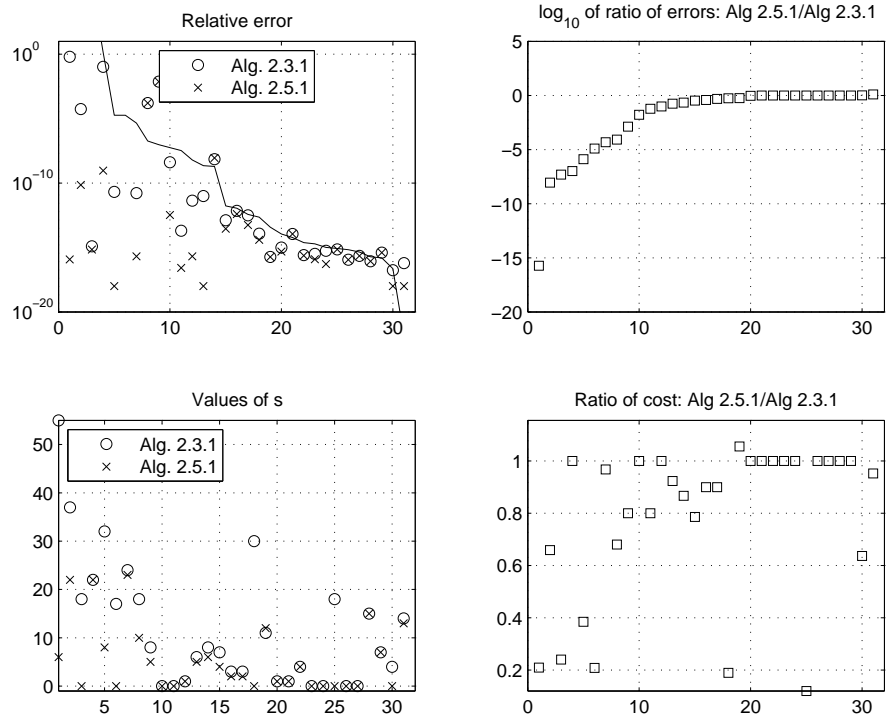 Relative error
10^0
10^−10
10^−20
Alg. 2.3.1
Alg. 2.5.1
0 10 20 30
log_10 of ratio of errors: Alg 2.5.1/Alg 2.3.1
5
0
−5
−10
−15
−20
0 10 20 30
Values of s
50
40
30
20
10
0
Alg. 2.3.1
Alg. 2.5.1
5 10 15 20 25 30
Ratio of cost: Alg 2.5.1/Alg 2.3.1
1
0.8
0.6
0.4
0.2
0 10 20 30